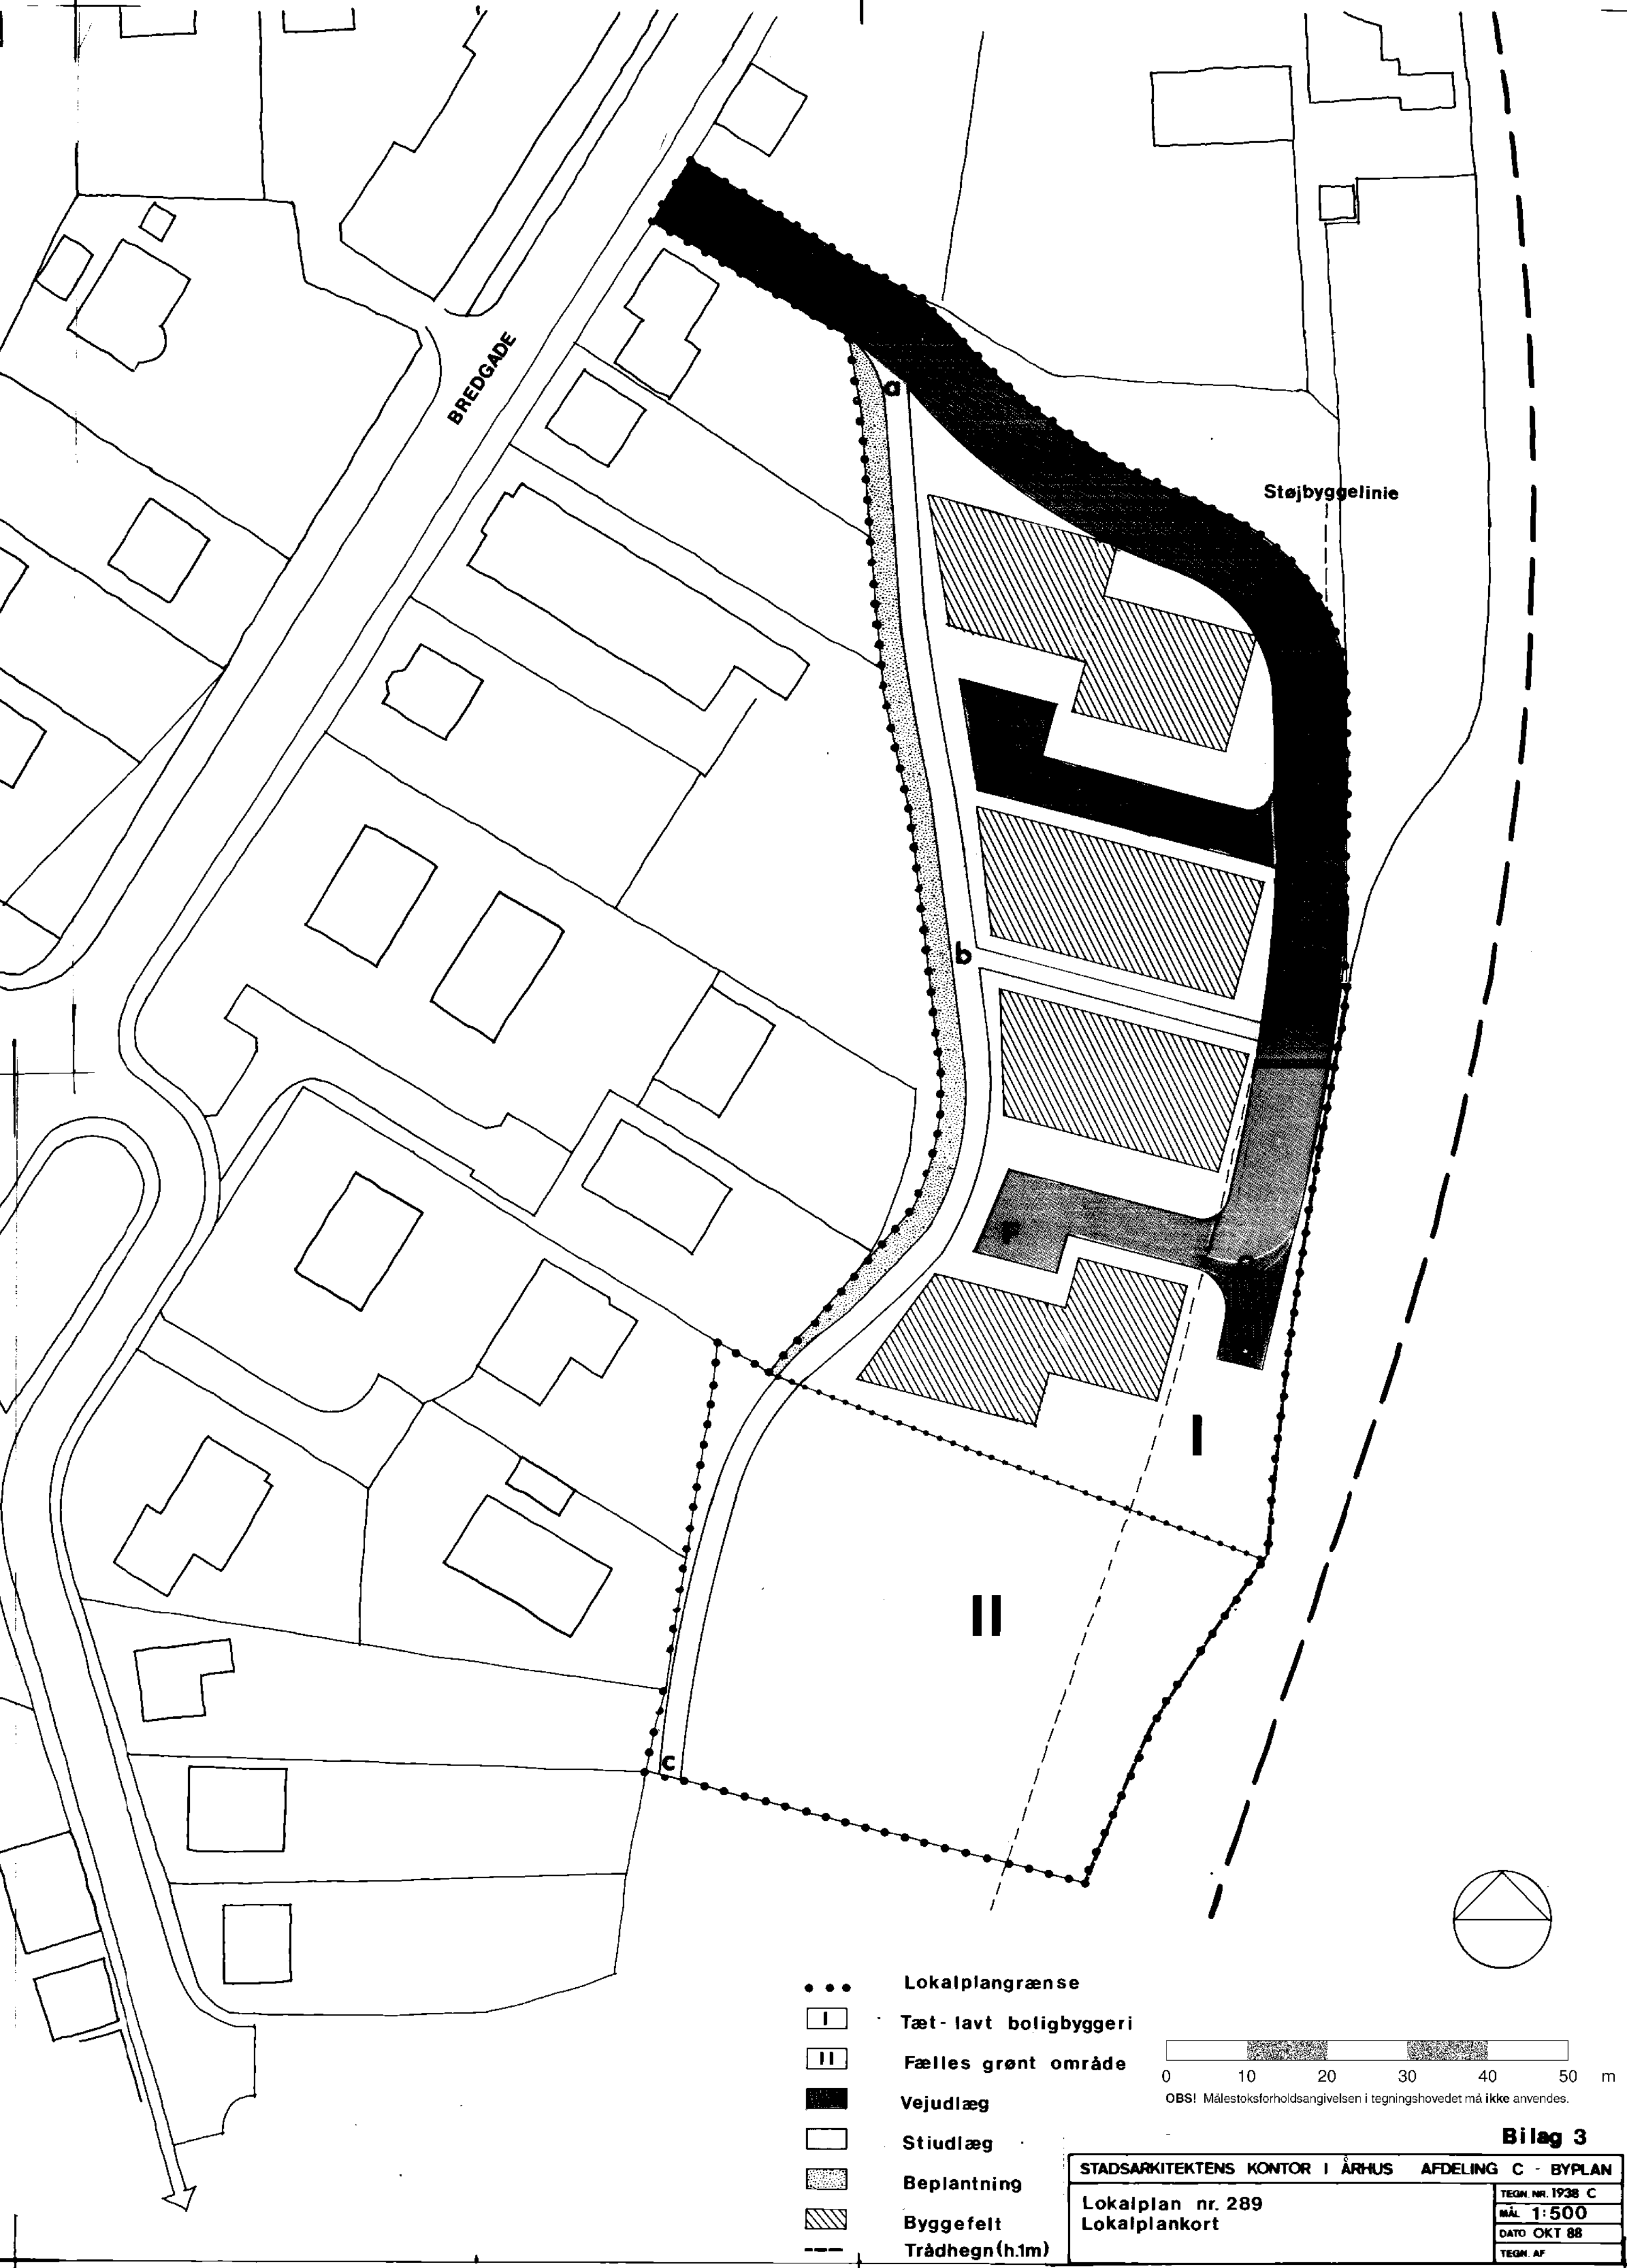 BREDGADE
a
Støjbyggelinie
b
P
I
II
c
Lokalplangrænse
I Tæt-lavt boligbyggeri
II Fælles grønt område
Vejudlæg
Stiudlæg
Beplantning
Byggefelt
Trådhegn (h.1m)
0 10 20 30 40 50 m
OBS! Målestoksforholdsangivelsen i tegningshovedet må ikke anvendes.
Bilag 3
STADSARKITEKTENS KONTOR I ÅRHUS AFDELING C - BYPLAN
Lokalplan nr. 289
Lokalplankort
TEGN. NR. 1938 C
MÅL 1:500
DATO OKT 88
TEGN. AF